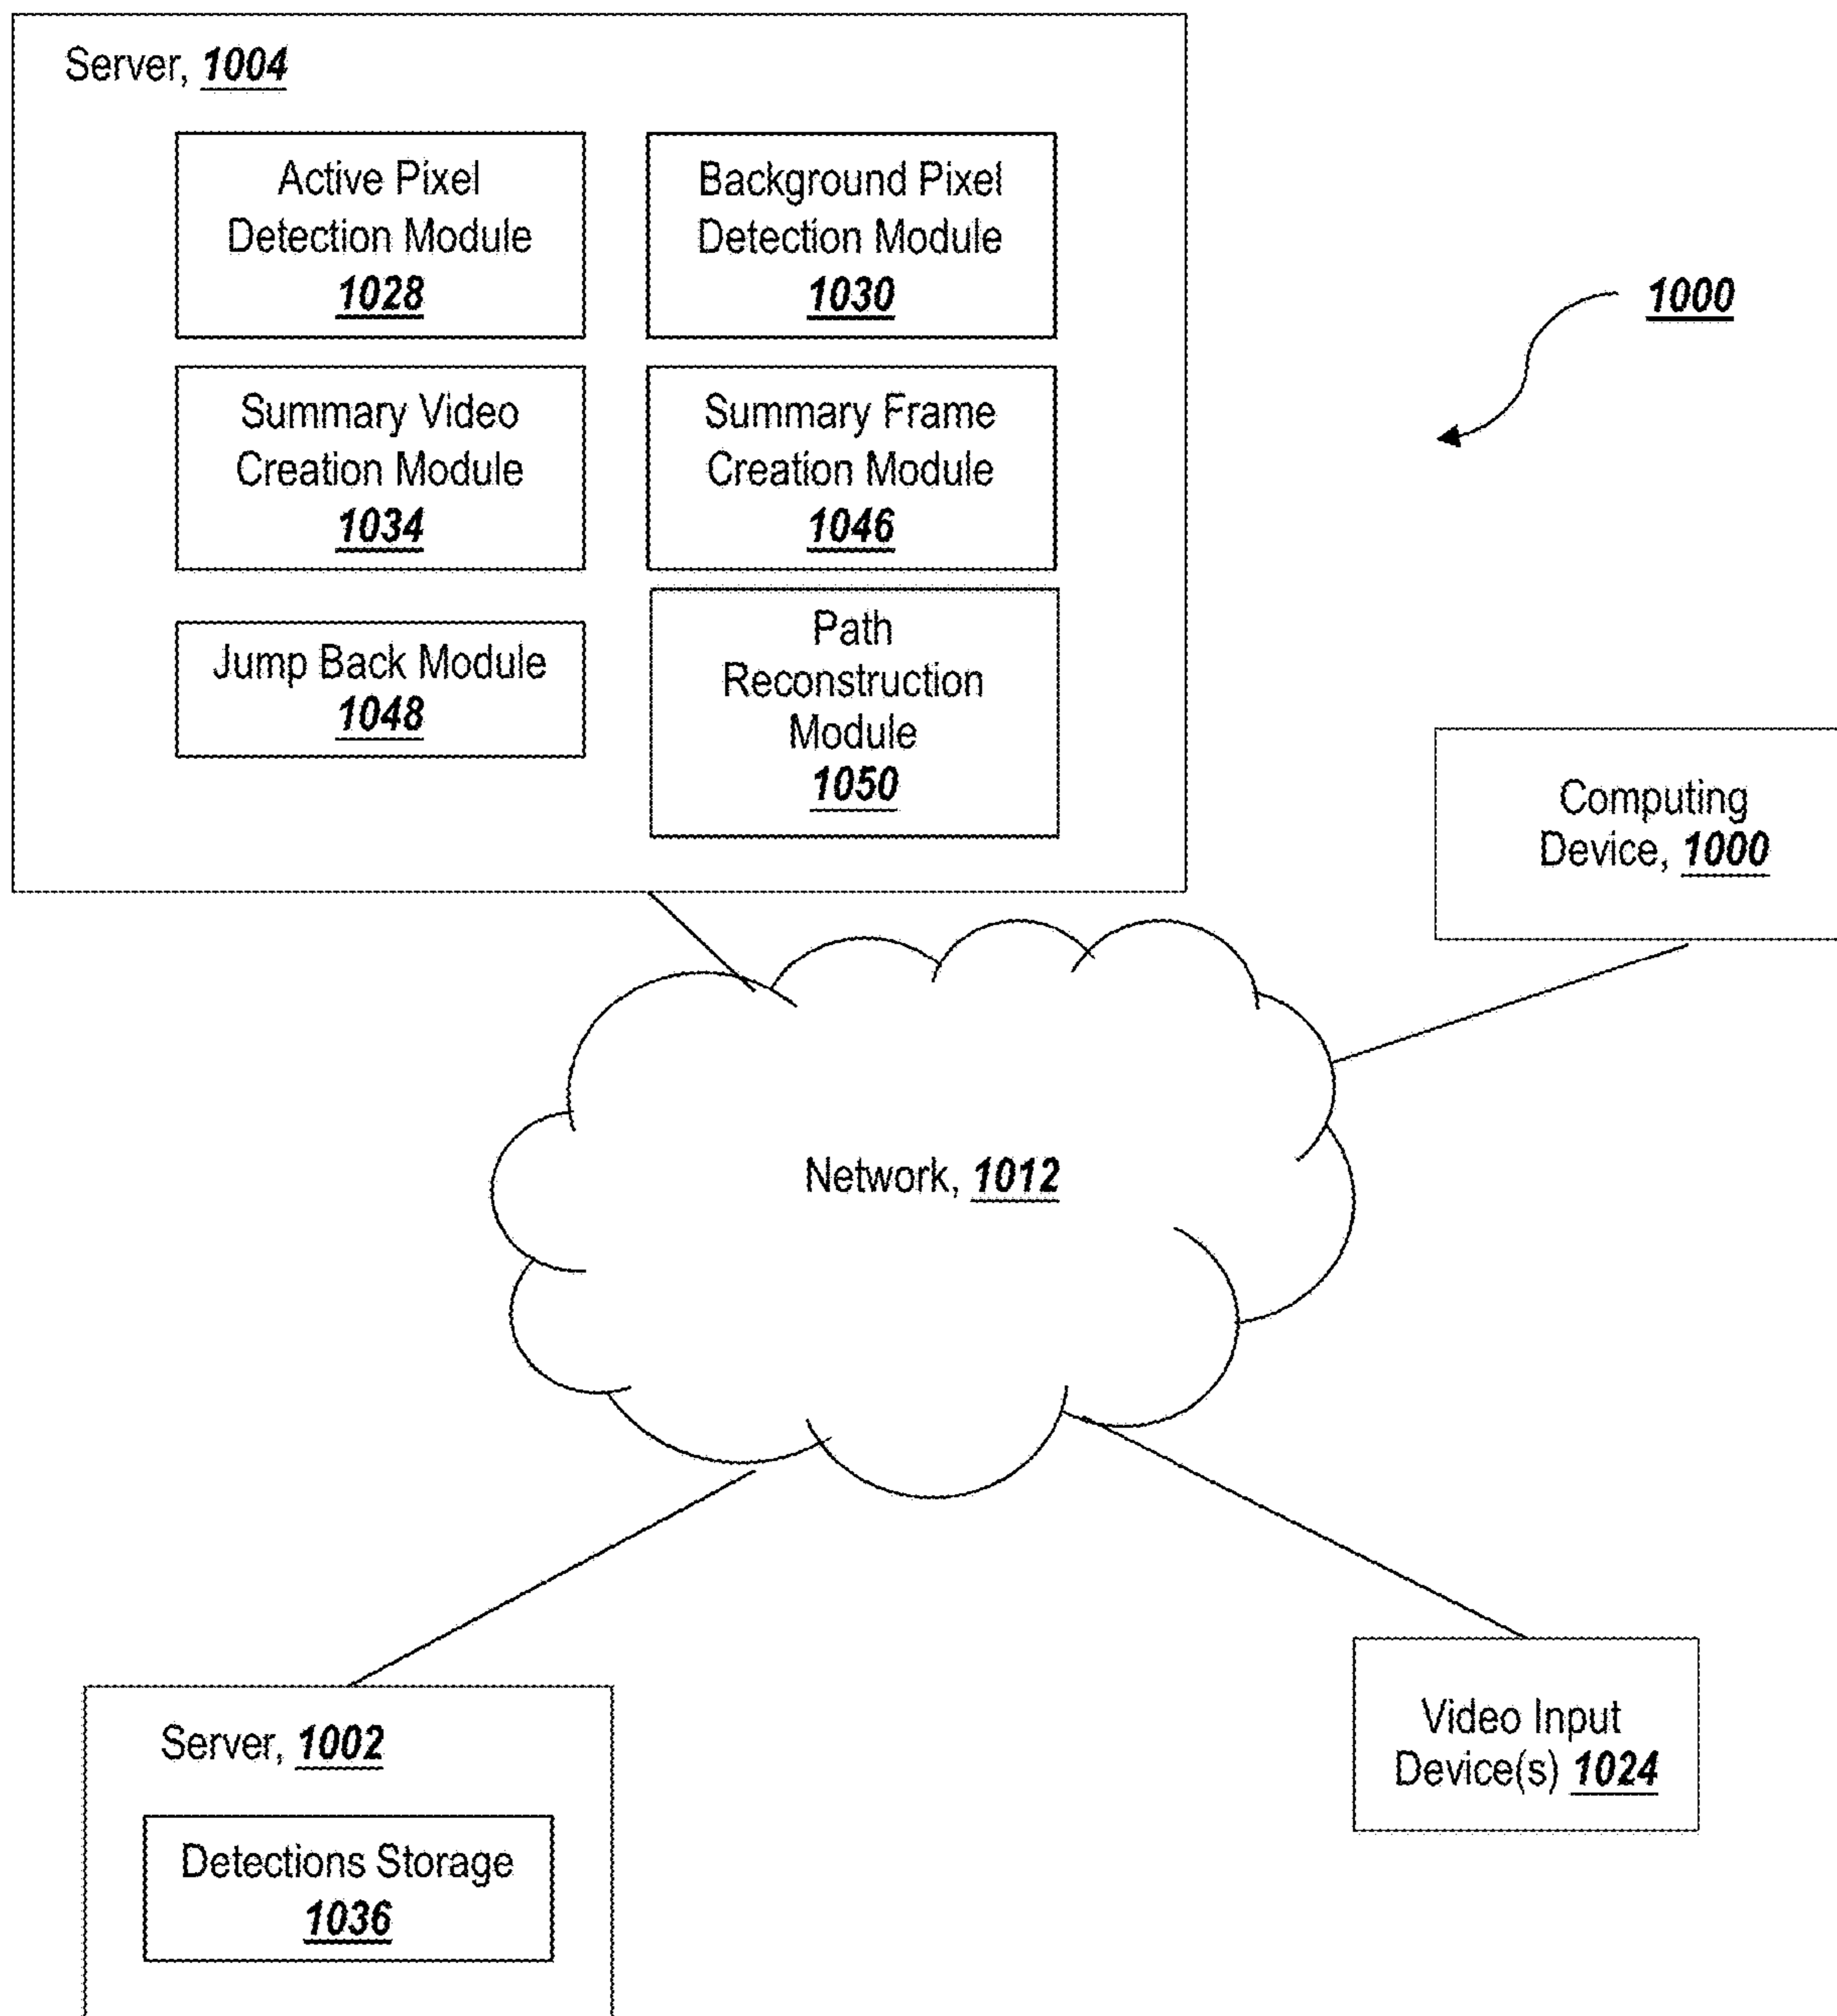 Server, 1004
Active Pixel
Detection Module
1028
Background Pixel
Detection Module
1030
Summary Video
Creation Module
1034
Summary Frame
Creation Module
1046
Jump Back Module
1048
Path
Reconstruction
Module
1050
1000
Computing
Device, 1000
Network, 1012
Server, 1002
Detections Storage
1036
Video Input
Device(s) 1024